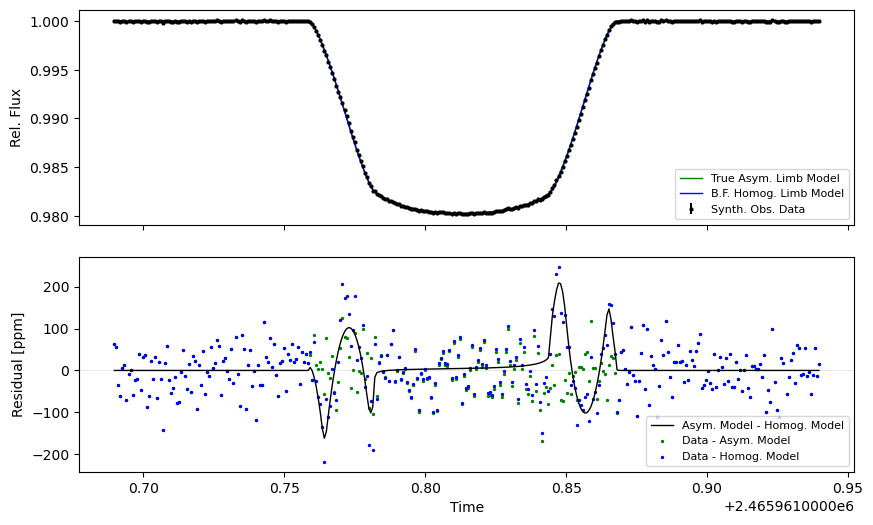 1.000
0.995
0.990
0.985
0.980
Rel. Flux
True Asym. Limb Model
B.F. Homog. Limb Model
Synth. Obs. Data
200
100
0
−100
−200
Residual [ppm]
Asym. Model - Homog. Model
Data - Asym. Model
Data - Homog. Model
0.70 0.75 0.80 0.85 0.90 0.95
Time
+2.4659610000e6